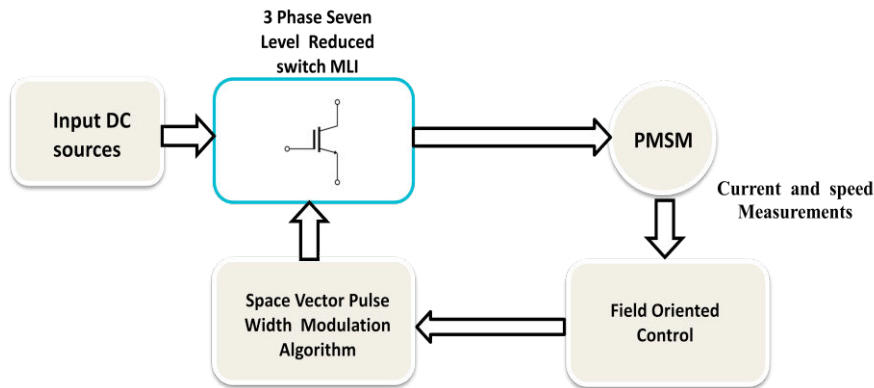 3 Phase Seven
Level Reduced
switch MLI
Input DC
sources
PMSM
Current and speed
Measurements
Space Vector Pulse
Width Modulation
Algorithm
Field Oriented
Control